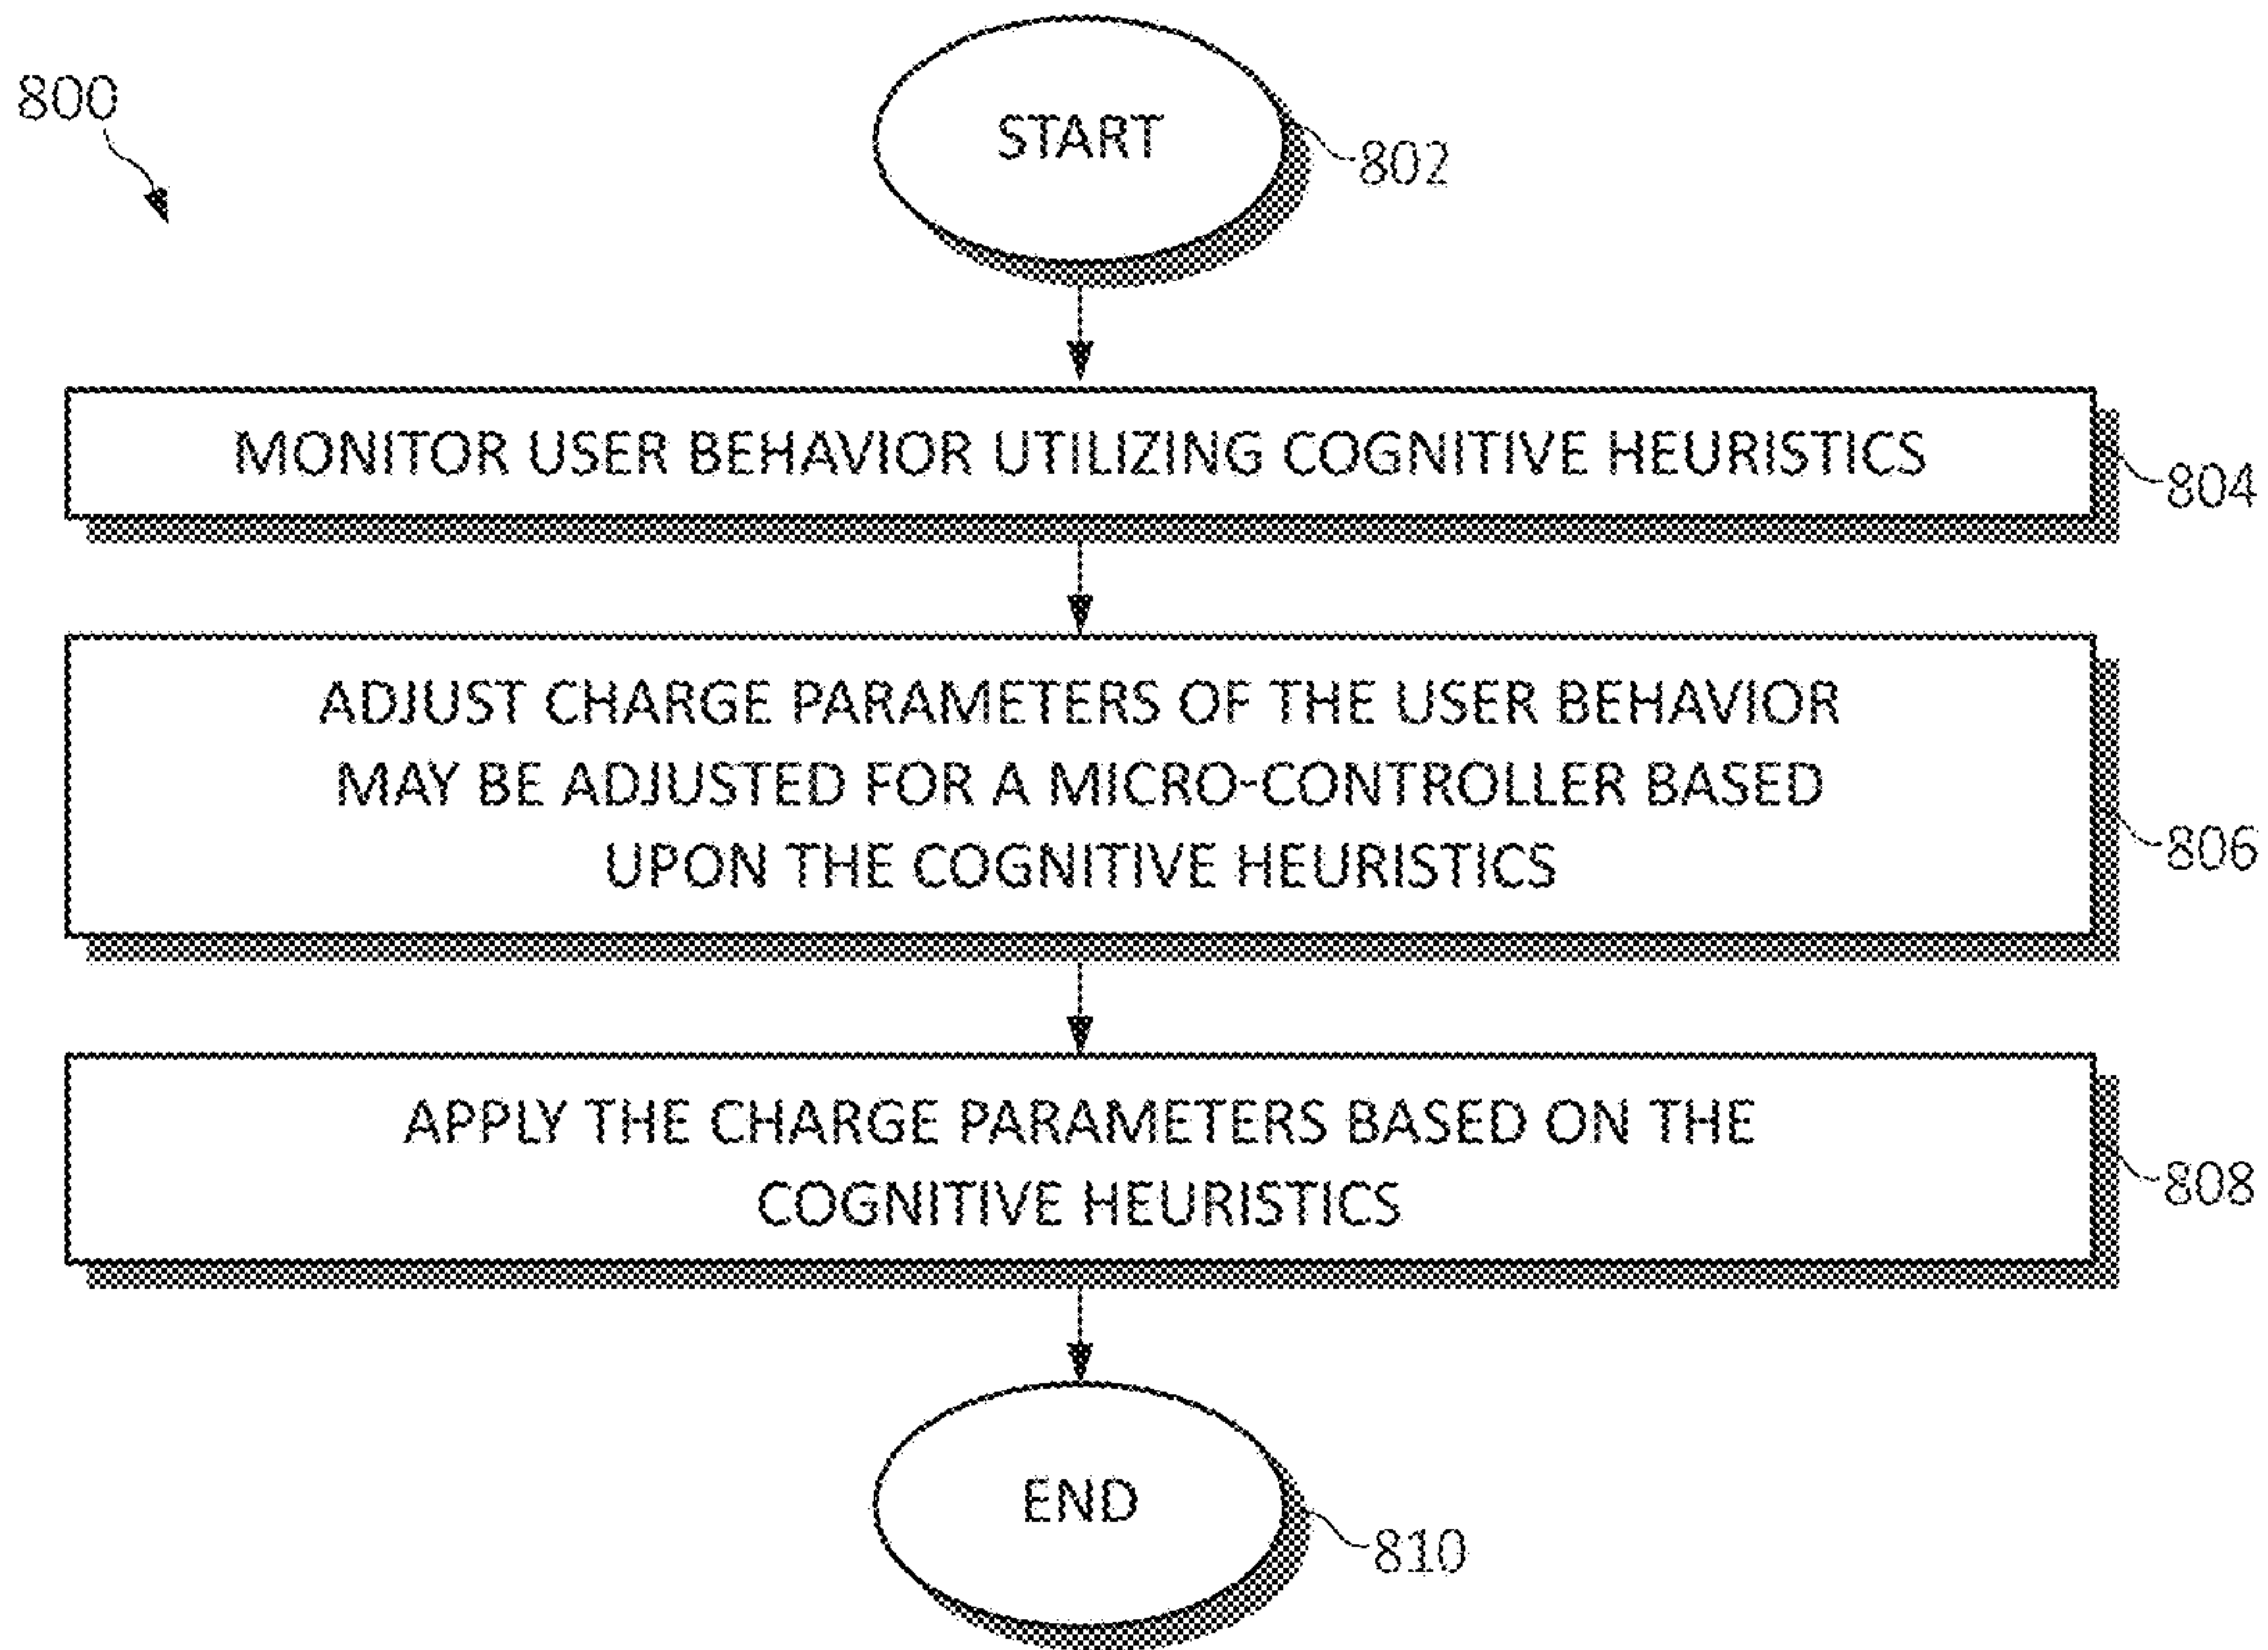 800
START
802
MONITOR USER BEHAVIOR UTILIZING COGNITIVE HEURISTICS
804
ADJUST CHARGE PARAMETERS OF THE USER BEHAVIOR
MAY BE ADJUSTED FOR A MICRO-CONTROLLER BASED
UPON THE COGNITIVE HEURISTICS
806
APPLY THE CHARGE PARAMETERS BASED ON THE
COGNITIVE HEURISTICS
808
END
810